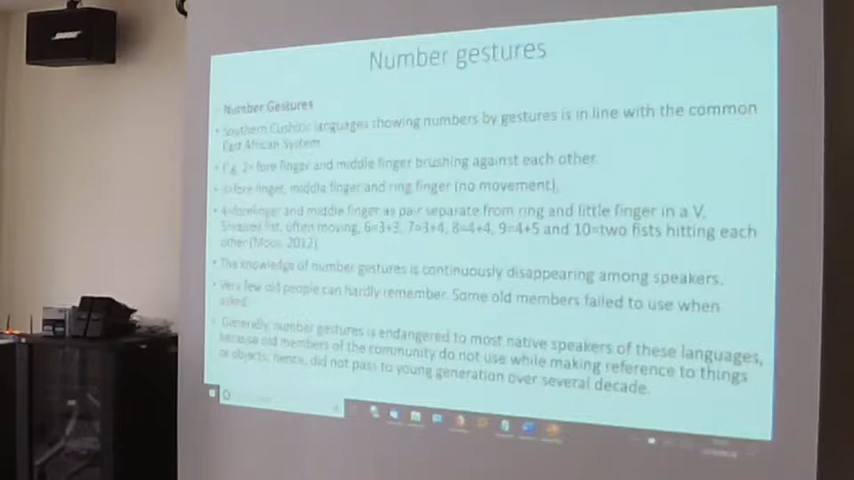 BOSE
Number gestures
Number Gestures
• Southern Cushitic languages showing numbers by gestures is in line with the common
East African System
• E.g. 2= fore finger and middle finger brushing against each other.
• 3=fore finger, middle finger and ring finger (no movement),
• 4=forefinger and middle finger as pair separate from ring and little finger in a V.
5=raised fist, often moving, 6=3+3, 7=3+4, 8=4+4, 9=4+5 and 10=two fists hitting each
other (Mous, 2012).
• The knowledge of number gestures is continuously disappearing among speakers.
• Very few old people can hardly remember. Some old members failed to use when
asked.
• Generally, number gestures is endangered to most native speakers of these languages,
because old members of the community do not use while making reference to things
or objects, hence, did not pass to young generation over several decade.